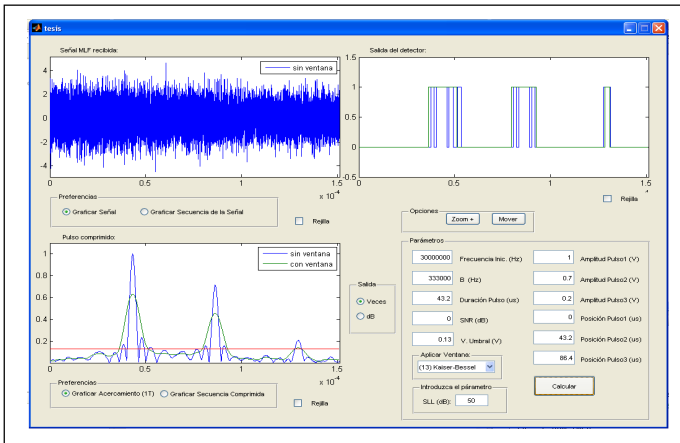 tesis
Señal MLF recibida:
sin ventana
4
2
0
-2
-4
0
0.5
1
1.5
x 10
-4
Preferencias
Graficar Señal
Graficar Secuencia de la Señal
Rejilla
Salida del detector:
1.5
1
0.5
0
-0.5
0
0.5
1
1.5
x 10
-4
Rejilla
Opciones
Zoom +
Mover
Pulso comprimido:
sin ventana
con ventana
1
0.8
0.6
0.4
0.2
0
0.5
1
1.5
x 10
-4
Preferencias
Graficar Acercamiento (1T)
Graficar Secuencia Comprimida
Rejilla
Salida
Veces
dB
Parámetros
30000000 Frecuencia Inic. (Hz)
333000 B (Hz)
43.2 Duración Pulso (us)
0 SNR (dB)
0.13 V. Umbral (V)
Aplicar Ventana:
(13) Kaiser-Bessel
Introduzca el párametro
SLL (dB): 50
1 Amplitud Pulso1 (V)
0.7 Amplitud Pulso2 (V)
0.2 Amplitud Pulso3 (V)
0 Posición Pulso1 (us)
43.2 Posición Pulso2 (us)
86.4 Posición Pulso3 (us)
Calcular